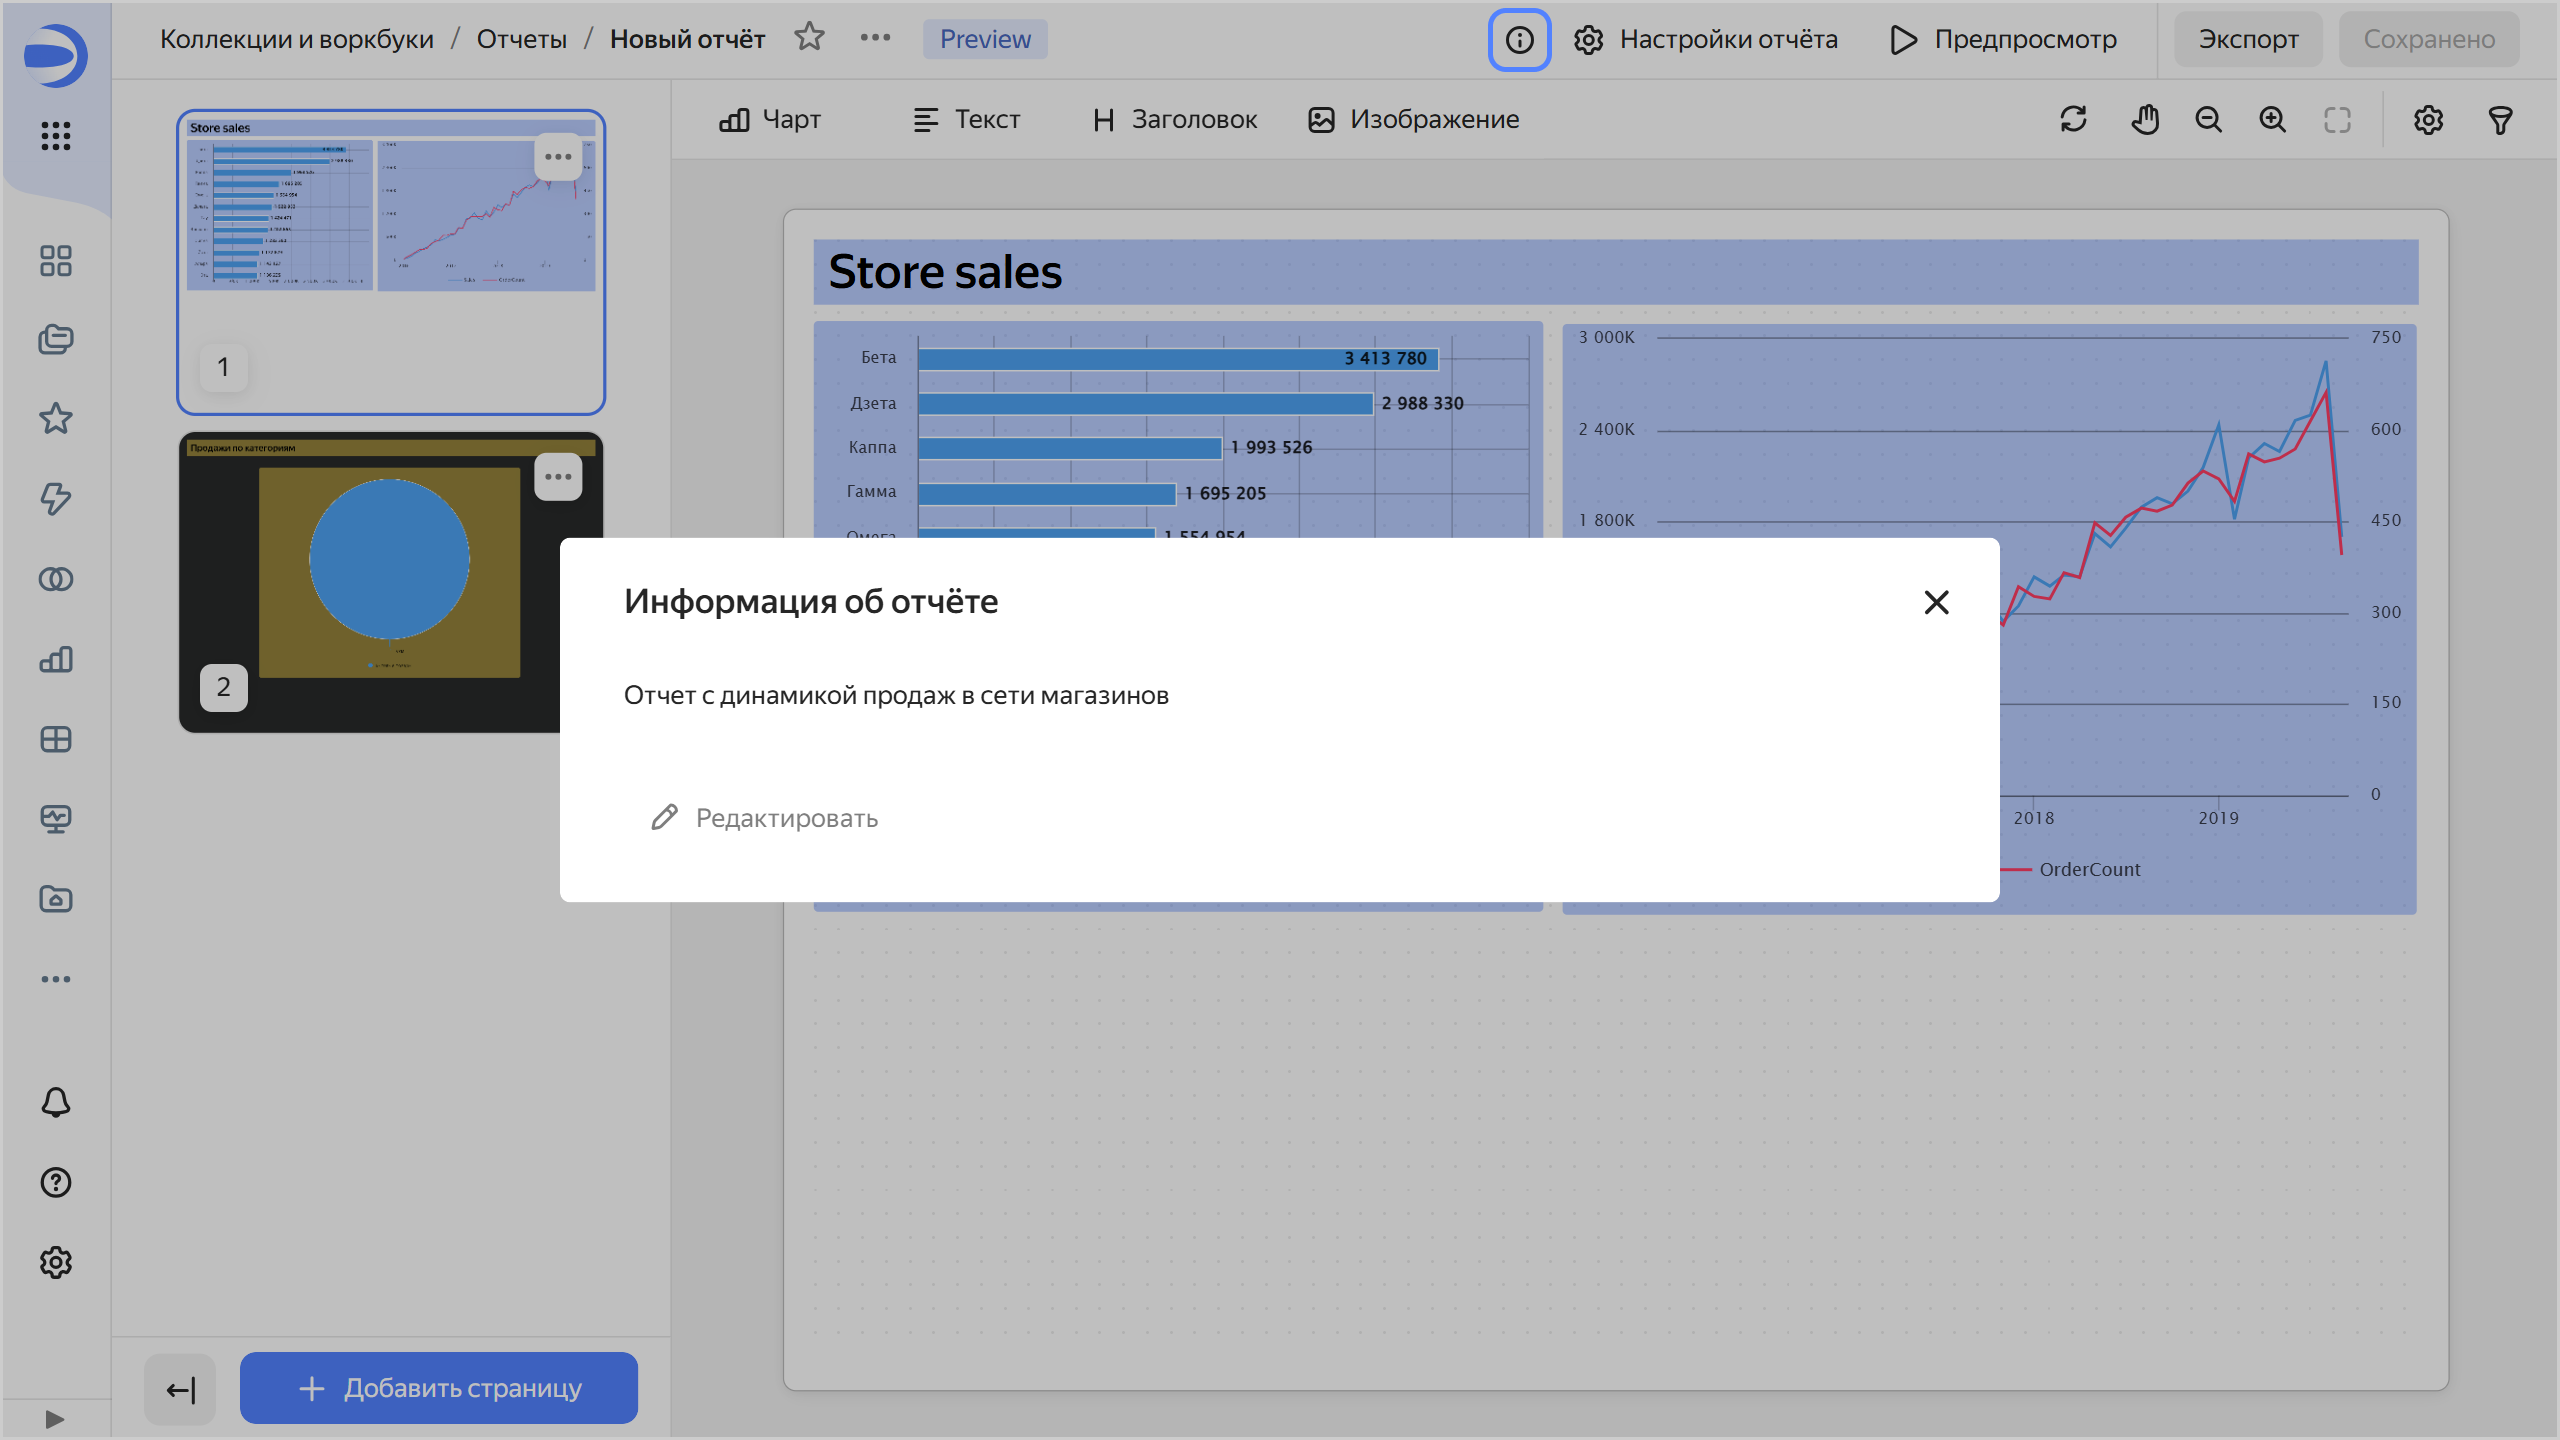 Коллекции и воркбуки / Отчеты / Новый отчёт
Preview
Настройки отчёта
Предпросмотр
Экспорт
Сохранено
Чарт
Текст
Заголовок
Изображение
Store sales
1
Продажи по категориям
2
Добавить страницу
Store sales
Бета 3 413 780
Дзета 2 988 330
Каппа 1 993 526
Гамма 1 695 205
Омега 1 554 954
3 000K 750
2 400K 600
1 800K 450
300
150
0
2018 2019
OrderCount
Информация об отчёте
Отчет с динамикой продаж в сети магазинов
Редактировать